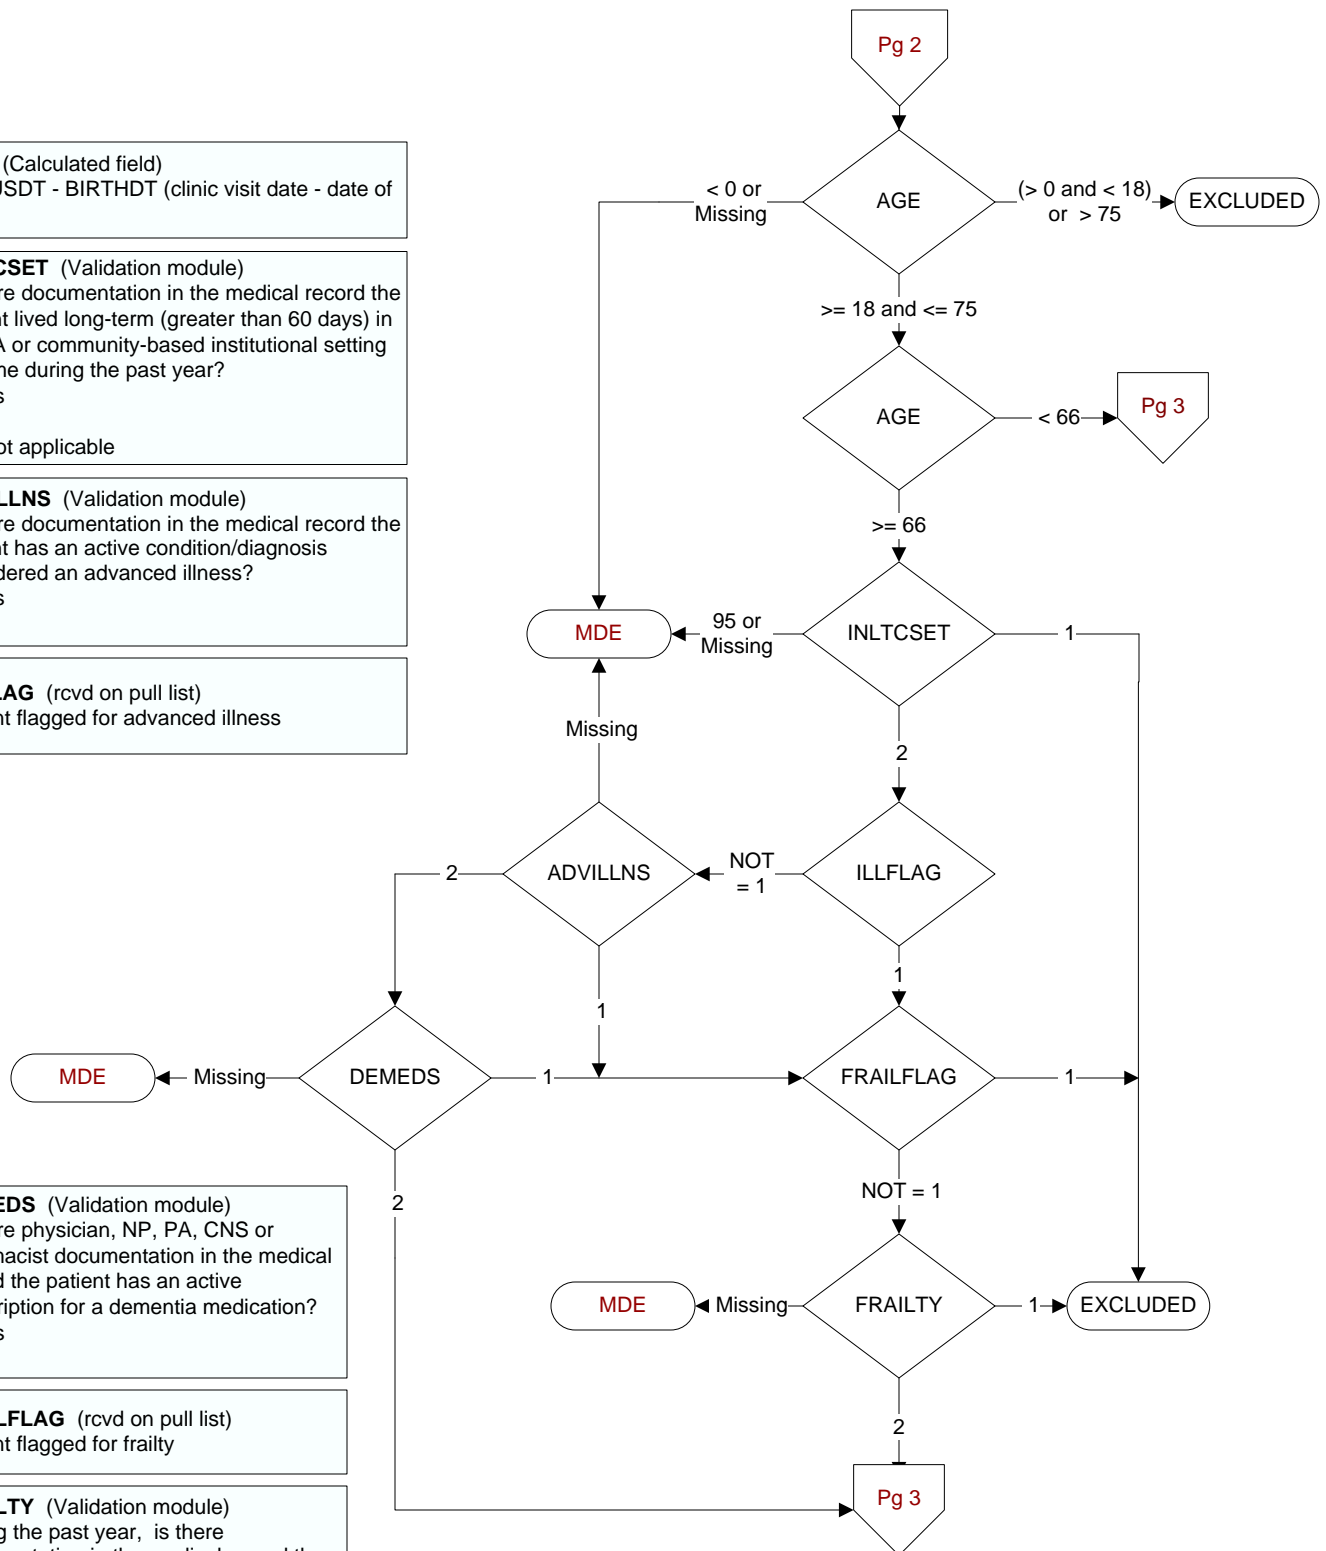 Pg 2
(Calculated field)
SDT - BIRTHDT (clinic visit date - date of
CSET (Validation module)
re documentation in the medical record the
t lived long-term (greater than 60 days) in
A or community-based institutional setting
me during the past year?
s
ot applicable
LLNS (Validation module)
re documentation in the medical record the
t has an active condition/diagnosis
dered an advanced illness?
s
AG (rcvd on pull list)
t flagged for advanced illness
< 0 or
Missing
AGE
(> 0 and < 18)
or > 75
EXCLUDED
>= 18 and <= 75
AGE
< 66
Pg 3
>= 66
MDE
95 or
Missing
INLTCSET
1
Missing
2
2
ADVILLNS
NOT
= 1
ILLFLAG
1
1
MDE
Missing
DEMEDS
1
FRAILFLAG
1
2
NOT = 1
EDS (Validation module)
re physician, NP, PA, CNS or
acist documentation in the medical
d the patient has an active
ription for a dementia medication?
s
MDE
Missing
FRAILTY
1
EXCLUDED
LFLAG (rcvd on pull list)
t flagged for frailty
2
LTY (Validation module)
g the past year, is there
Pg 3